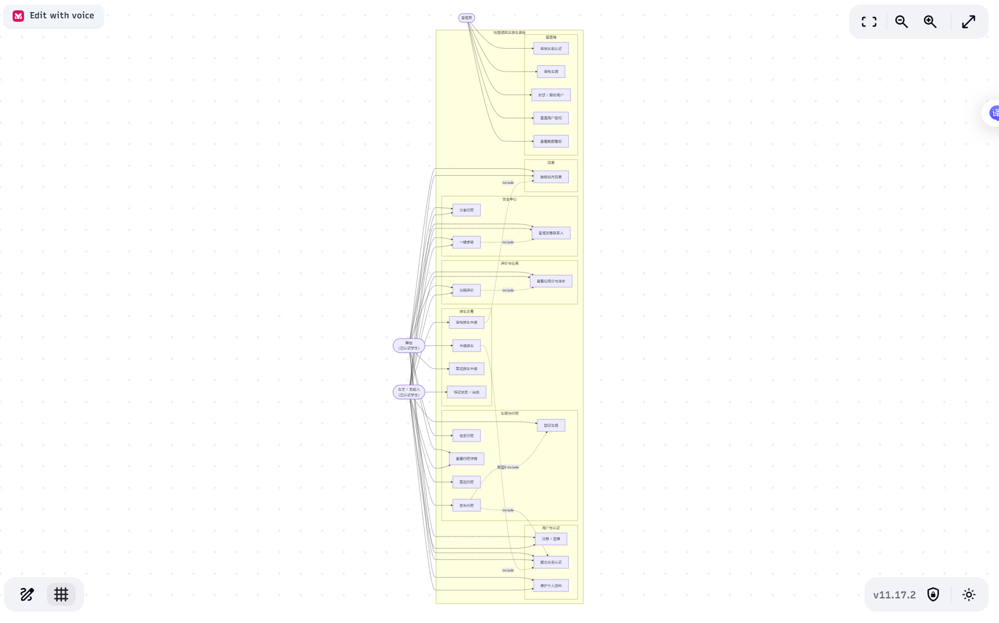 Edit with voice
管理员
校园顺风车拼车系统
管理端
审核实名认证
审核车辆
封禁 / 解封用户
重置用户密码
查看数据看板
消息
接收站内消息
include
安全中心
分享行程
管理紧急联系人
一键求助
include
评价与信用
查看信用分与流水
互相评价
include
拼车交易
审核拼车申请
乘客
(已认证学生)
申请拼车
取消拼车申请
车主 / 发起人
(已认证学生)
标记出发 / 完成
车辆与行程
登记车辆
检索行程
查看行程详情
类型0 include
取消行程
发布行程
include
用户与认证
注册 / 登录
提交实名认证
include
维护个人资料
译
v11.17.2